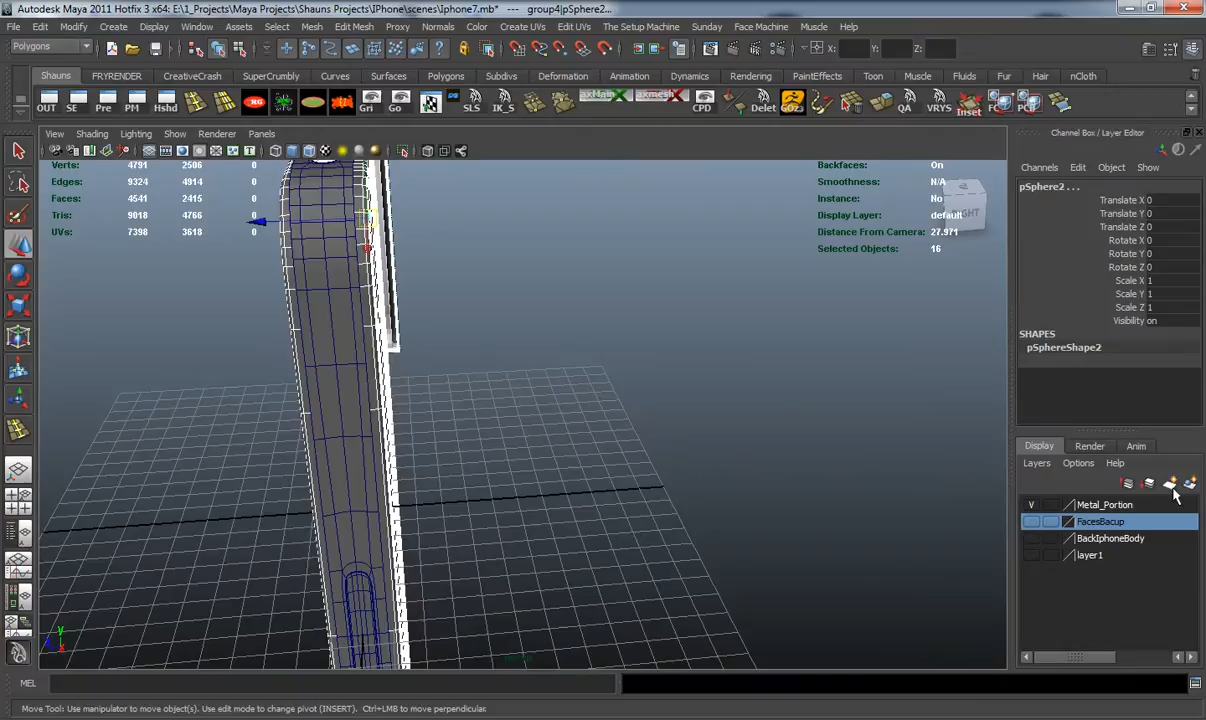 Autodesk Maya 2011 Hotfix 3 x64: E:\1_Projects\Maya Projects\Shauns Projects\IPhone\scenes\Iphone7.mb* --- group4|pSphere2...
File Edit Modify Create Display Window Assets Select Mesh Edit Mesh Proxy Normals Color Create UVs Edit UVs The Setup Machine Sunday Face Machine Muscle Help
Polygons X: Y: Z:
Shauns FRYRENDER CreativeCrash SuperCrumbly Curves Surfaces Polygons Subdivs Deformation Animation Dynamics Rendering PaintEffects Toon Muscle Fluids Fur Hair nCloth
OUT SE Pre PM Hshd Gri Go SLS IK_S axMain axmesh CPD Delet GOz3 QA VRYS Inset FC PCB
View Shading Lighting Show Renderer Panels
Verts: 4791 2506 0
Edges: 9324 4914 0
Faces: 4541 2415 0
Tris: 9018 4766 0
UVs: 7398 3618 0
Backfaces: On
Smoothness: N/A
Instance: No
Display Layer: default
Distance From Camera: 27.971
Selected Objects: 16
Channel Box / Layer Editor
Channels Edit Object Show
pSphere2 . . .
Translate X 0
Translate Y 0
Translate Z 0
Rotate X 0
Rotate Y 0
Rotate Z 0
Scale X 1
Scale Y 1
Scale Z 1
Visibility on
SHAPES
pSphereShape2
Display Render Anim
Layers Options Help
V Metal_Portion
FacesBacup
BackIphoneBody
layer1
y
x
MEL
Move Tool: Use manipulator to move object(s). Use edit mode to change pivot (INSERT). Ctrl+LMB to move perpendicular.